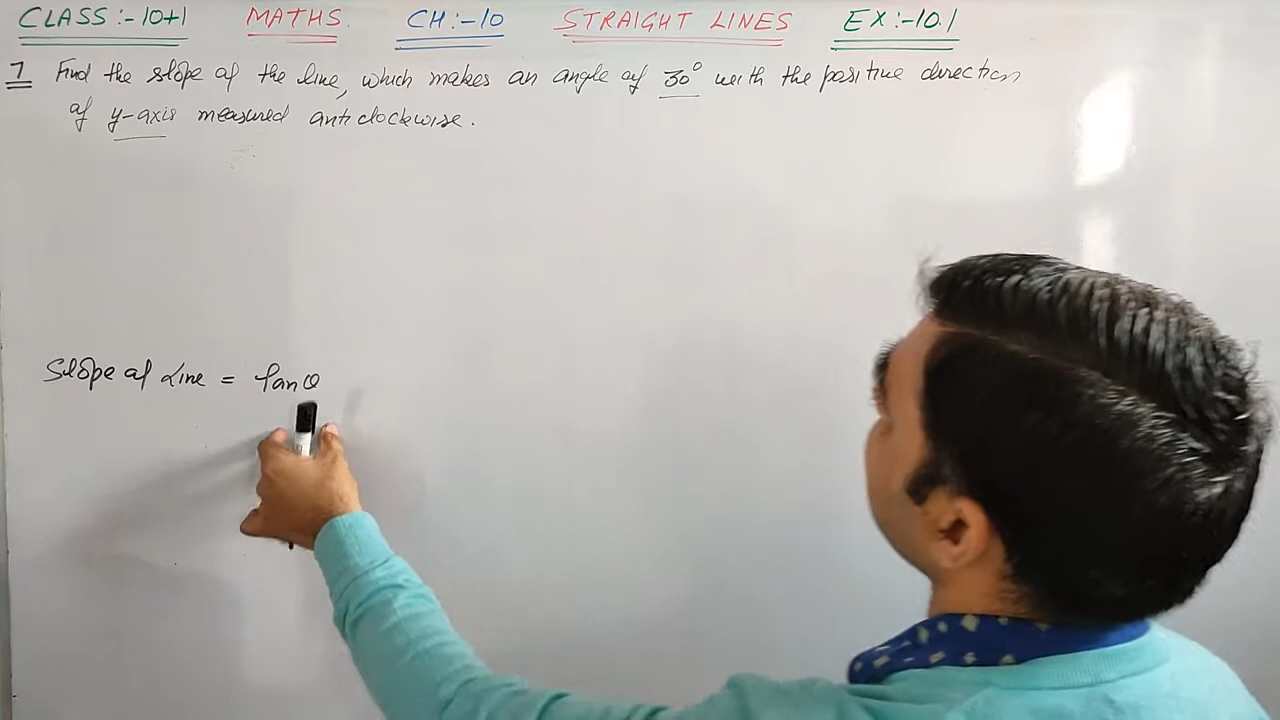 CLASS:-10+1 MATHS. CH:-10 STRAIGHT LINES EX:-10.1
7 Find the slope of the line, which makes an angle of 30° with the positive direction
of y-axis measured anticlockwise.
Slope of Line = Tan θ